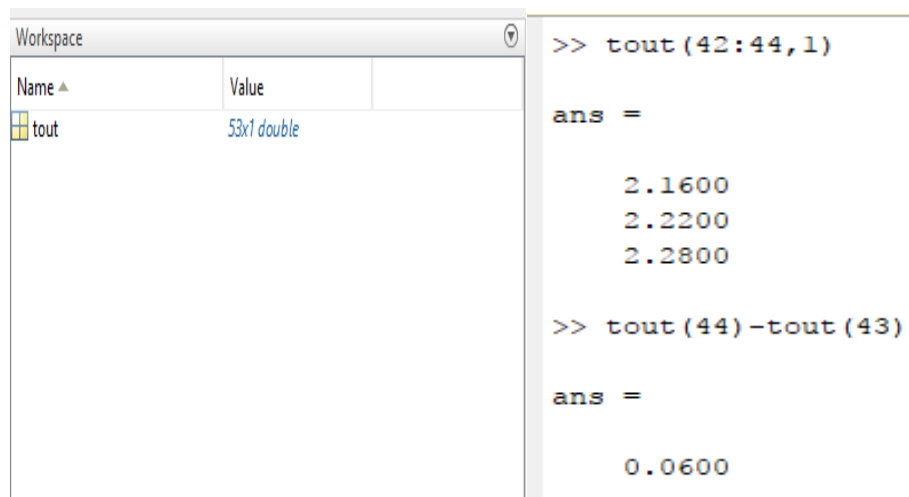 Workspace
Name Value
tout 53x1 double
>> tout(42:44,1)
ans =
2.1600
2.2200
2.2800
>> tout(44)-tout(43)
ans =
0.0600